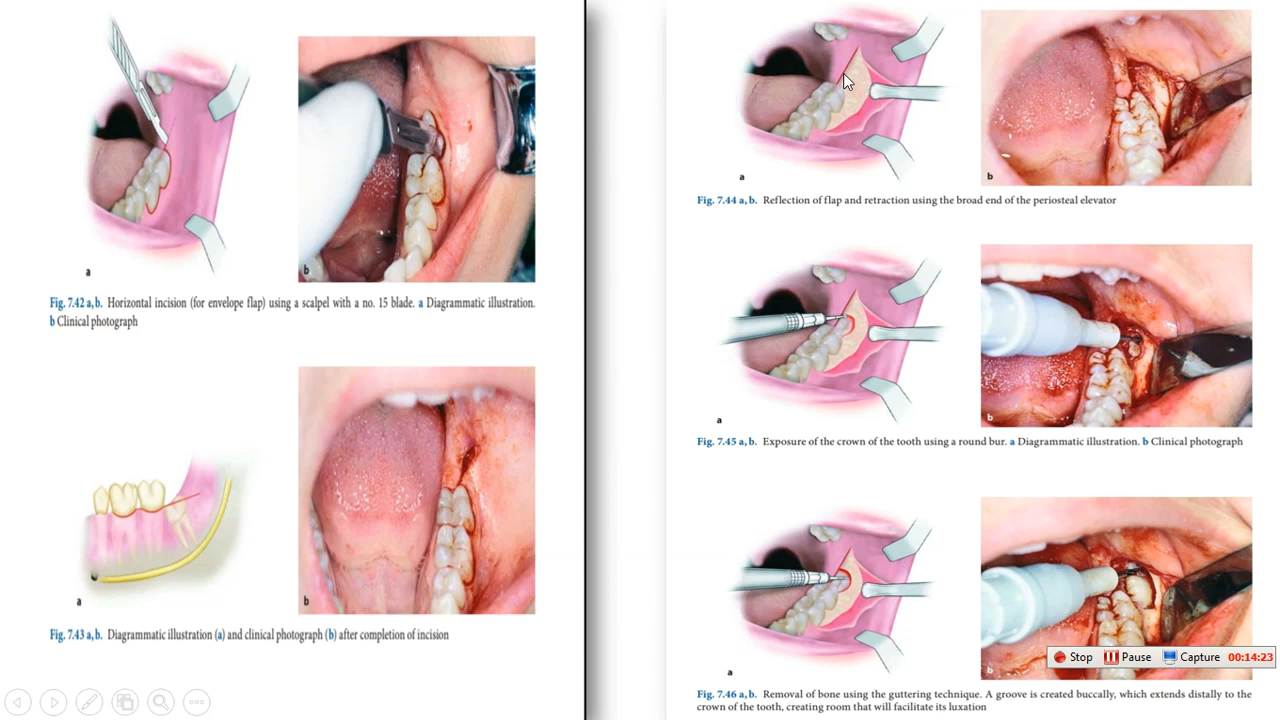 a
b
Fig. 7.42 a,b. Horizontal incision (for envelope flap) using a scalpel with a no. 15 blade. a Diagrammatic illustration.
b Clinical photograph
a
b
Fig. 7.43 a,b. Diagrammatic illustration (a) and clinical photograph (b) after completion of incision
a
b
Fig. 7.44 a,b. Reflection of flap and retraction using the broad end of the periosteal elevator
a
b
Fig. 7.45 a,b. Exposure of the crown of the tooth using a round bur. a Diagrammatic illustration. b Clinical photograph
a
b
Stop Pause Capture 00:14:23
Fig. 7.46 a,b. Removal of bone using the guttering technique. A groove is created buccally, which extends distally to the
crown of the tooth, creating room that will facilitate its luxation